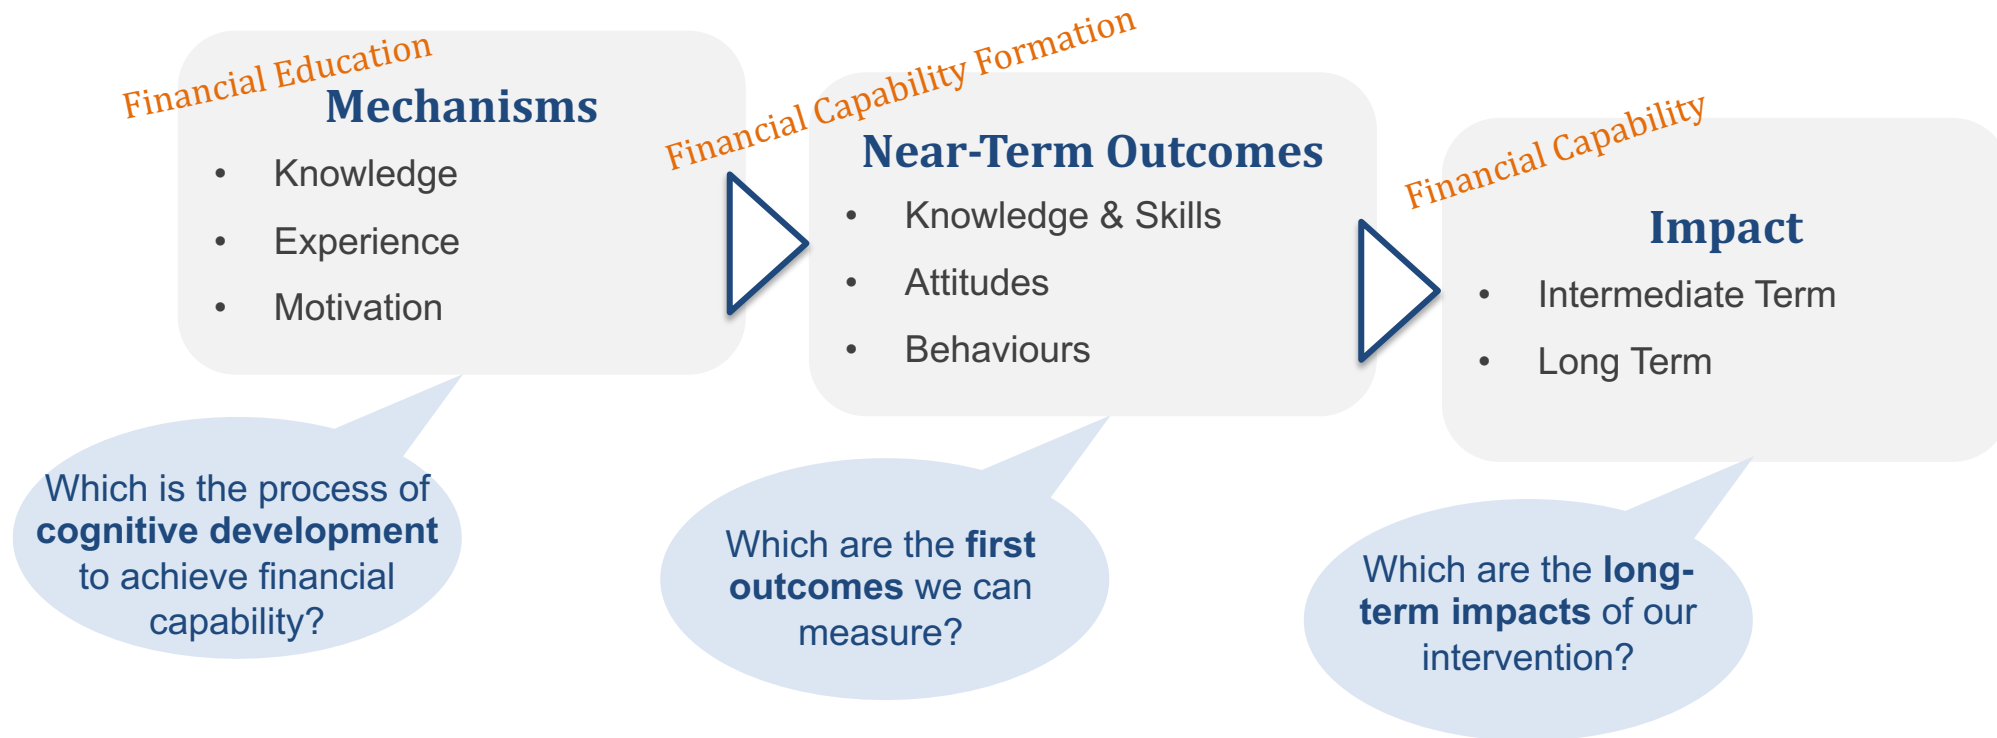 Financial Education
Mechanisms
• Knowledge
• Experience
• Motivation
Which is the process of
cognitive development
to achieve financial
capability?
Financial Capability Formation
Near-Term Outcomes
• Knowledge & Skills
• Attitudes
• Behaviours
Which are the first
outcomes we can
measure?
Financial Capability
Impact
• Intermediate Term
• Long Term
Which are the long-
term impacts of our
intervention?